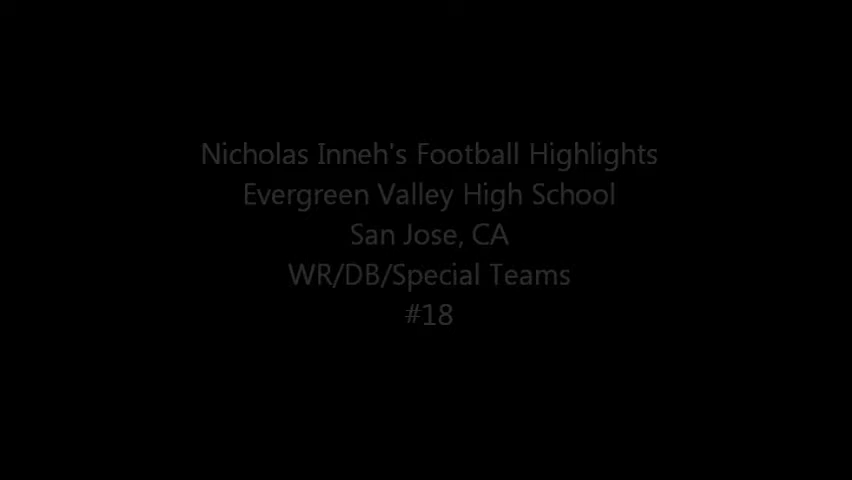 Nicholas Inneh's Football Highlights
Evergreen Valley High School
San Jose, CA
WR/DB/Special Teams
#18